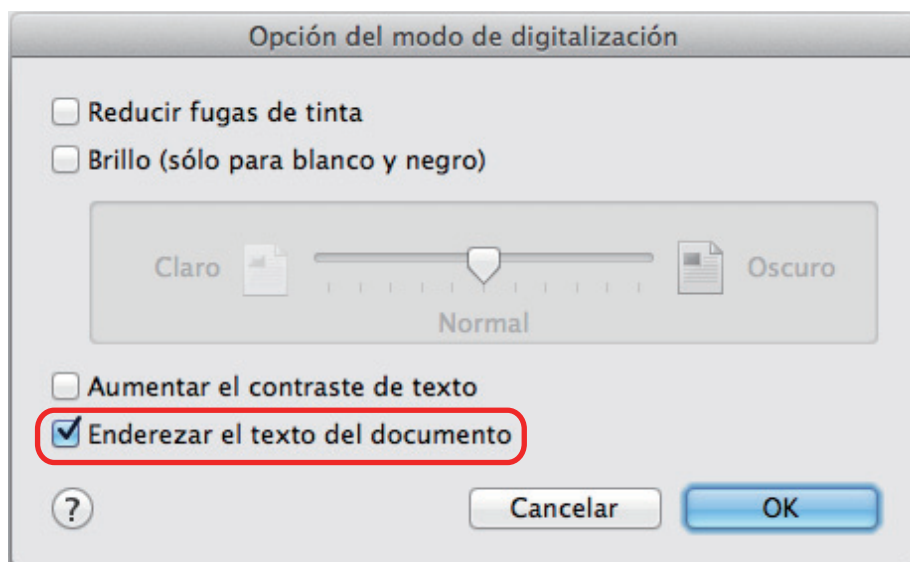 Opción del modo de digitalización
Reducir fugas de tinta
Brillo (sólo para blanco y negro)
Claro
Oscuro
Normal
Aumentar el contraste de texto
Enderezar el texto del documento
?
Cancelar
OK